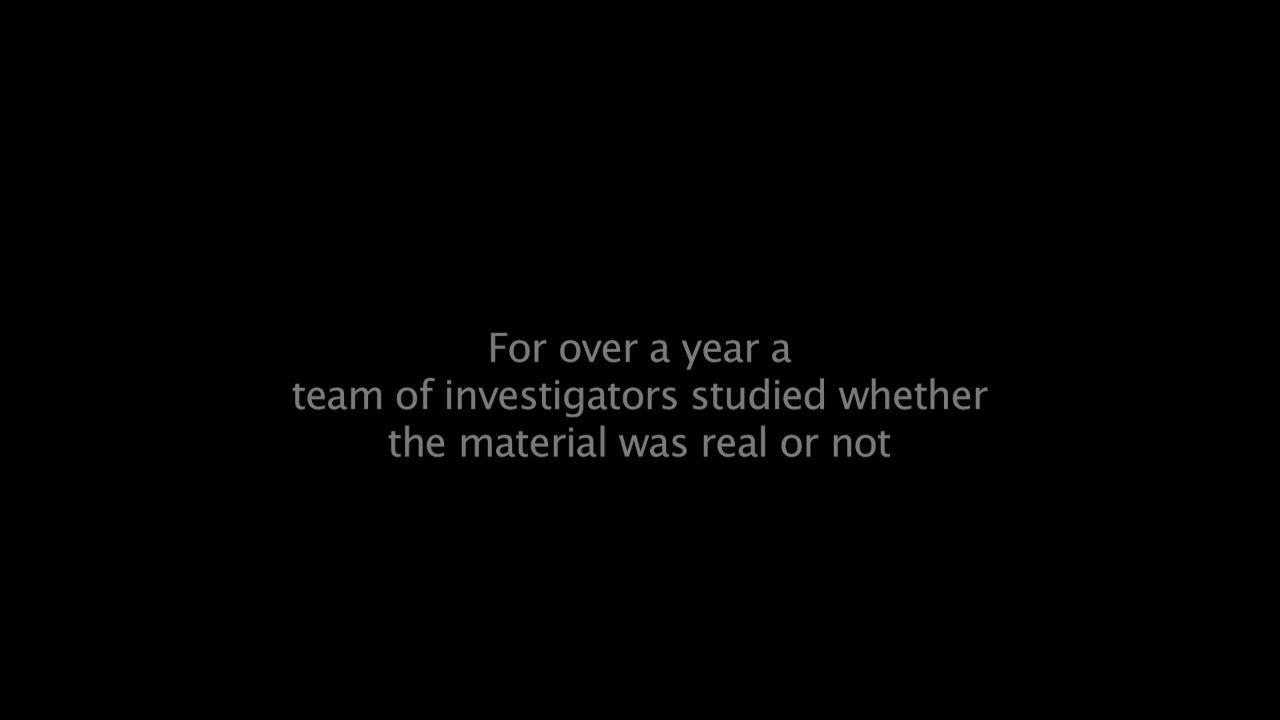 For over a year a
team of investigators studied whether
the material was real or not